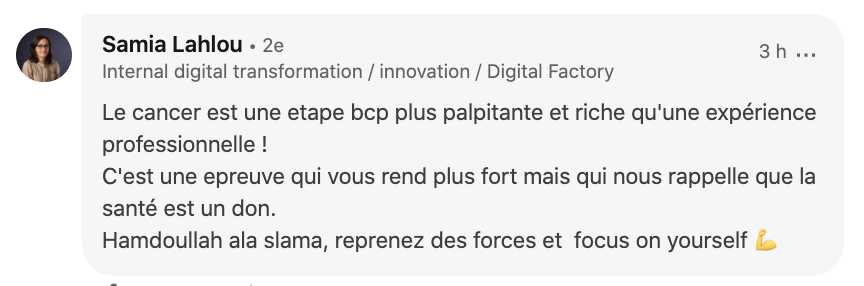 Samia Lahlou • 2e
3 h ...
Internal digital transformation / innovation / Digital Factory
Le cancer est une etape bcp plus palpitante et riche qu'une expérience
professionnelle !
C'est une epreuve qui vous rend plus fort mais qui nous rappelle que la
santé est un don.
Hamdoullah ala slama, reprenez des forces et  focus on yourself 💪